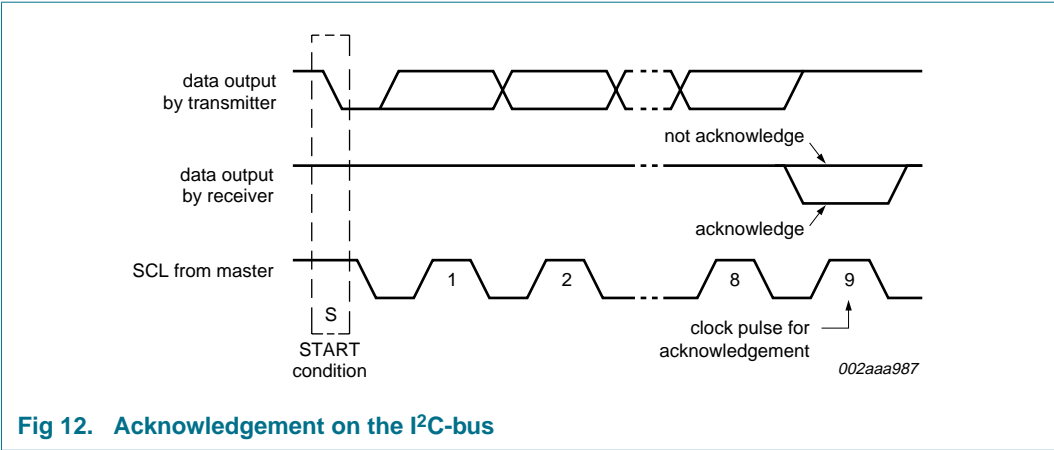 data output
by transmitter
not acknowledge
data output
by receiver
acknowledge
SCL from master
1
2
8
9
S
START
condition
clock pulse for
acknowledgement
002aaa987
Fig 12. Acknowledgement on the I²C-bus